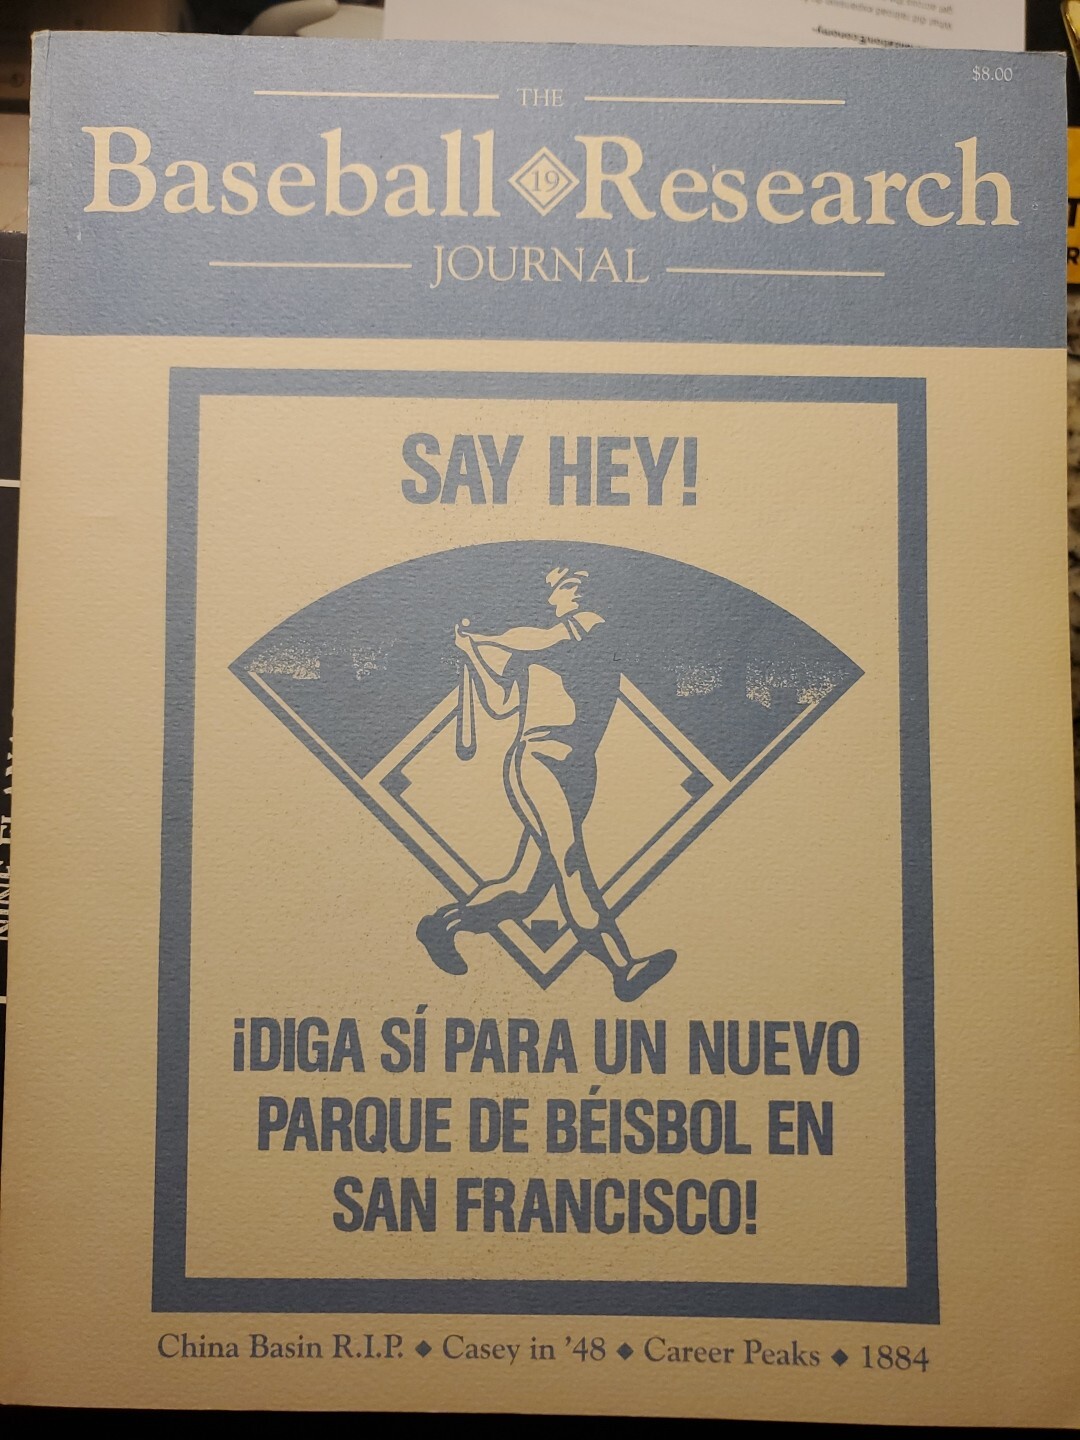 $8.00
THE
Baseball 19 Research
JOURNAL
SAY HEY!
¡DIGA SÍ PARA UN NUEVO
PARQUE DE BÉISBOL EN
SAN FRANCISCO!
China Basin R.I.P. ◆ Casey in '48 ◆ Career Peaks ◆ 1884